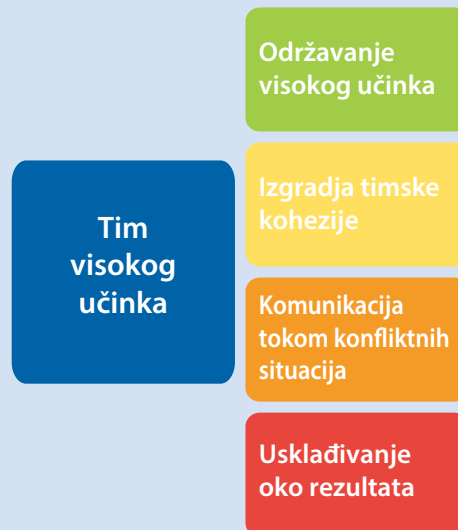 Održavanje
visokog učinka
Izgradja timske
kohezije
Tim
visokog
učinka
Komunikacija
tokom konfliktnih
situacija
Usklađivanje
oko rezultata